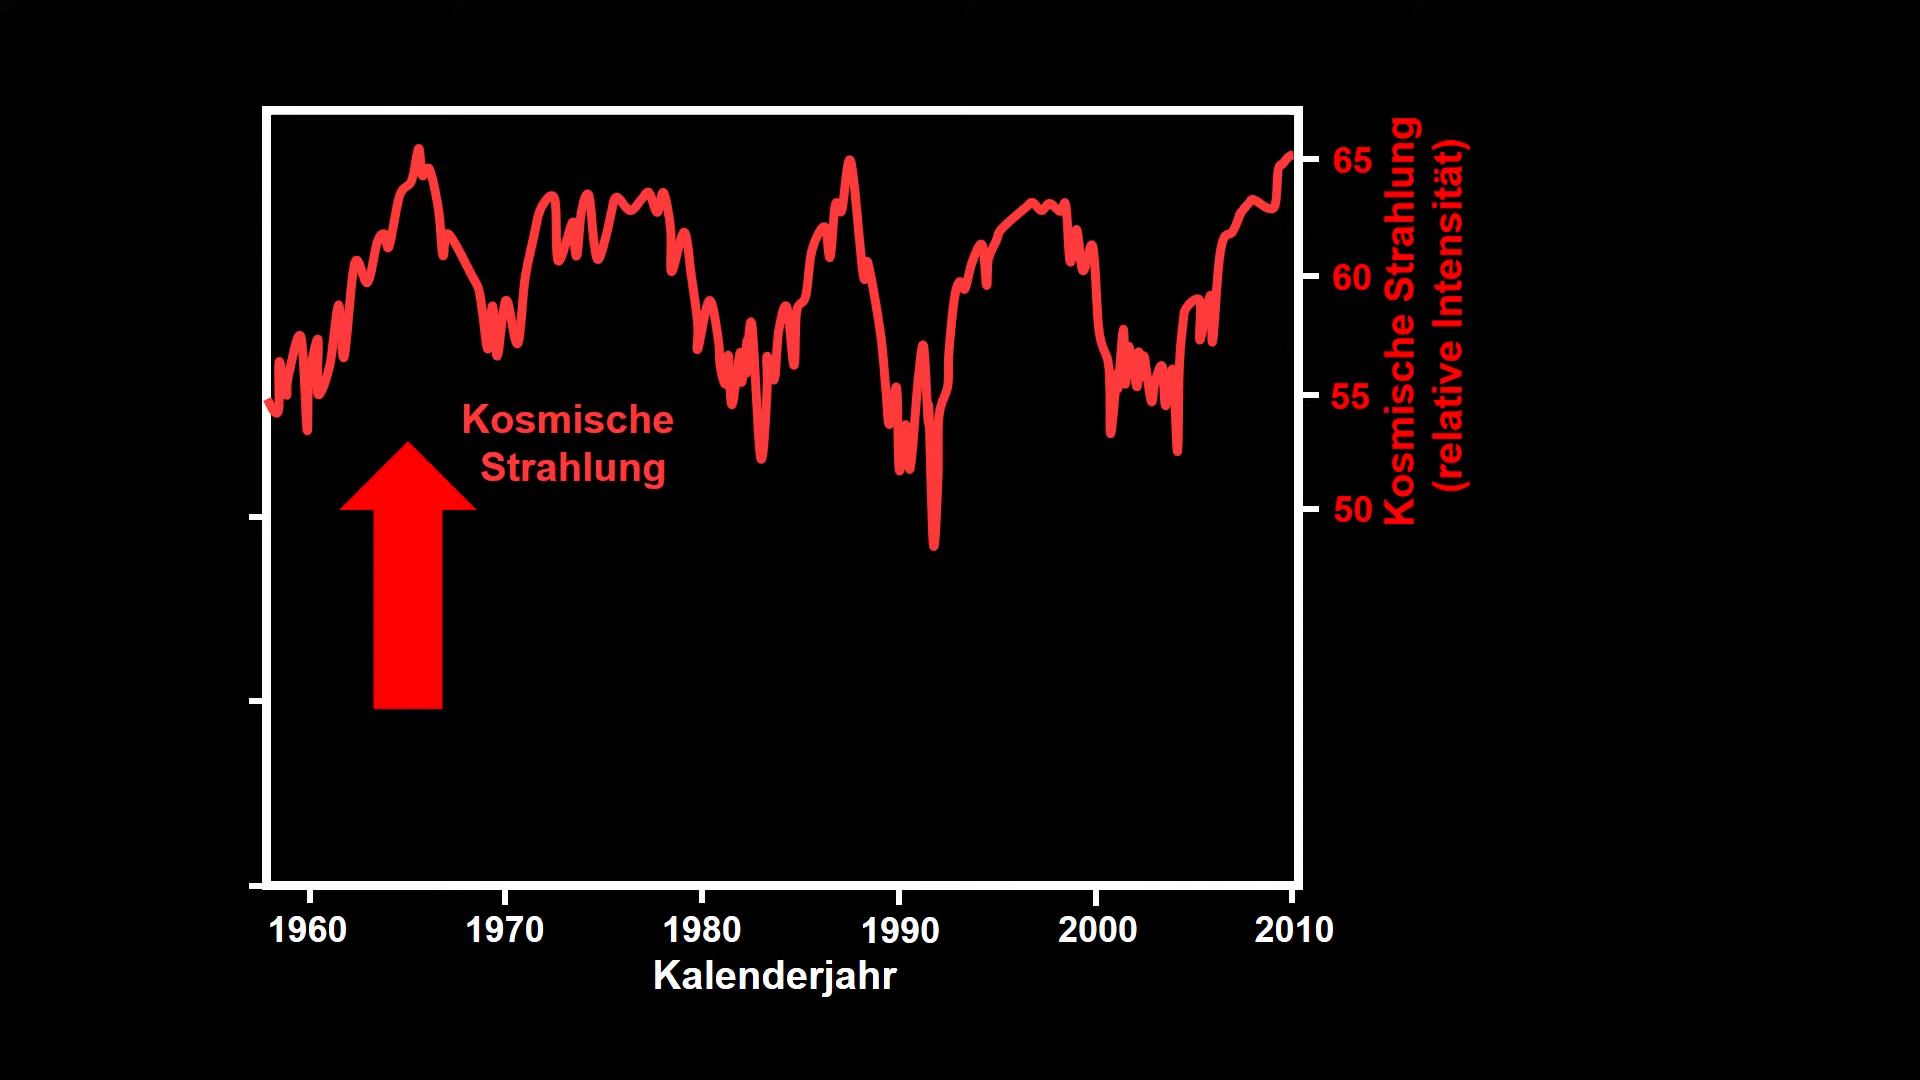 65
60
55
50
Kosmische Strahlung
(relative Intensität)
Kosmische
Strahlung
1960 1970 1980 1990 2000 2010
Kalenderjahr